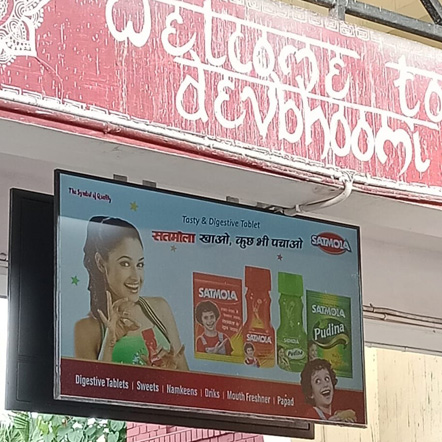 Welcome to
devbhoomi
The Symbol of Quality
Tasty & Digestive Tablet
सतमोला खाओ, कुछ भी पचाओ
SATMOLA
SATMOLA
SATMOLA
SATMOLA
Pudina
Digestive Tablets | Sweets | Namkeens | Driks | Mouth Freshner | Papad